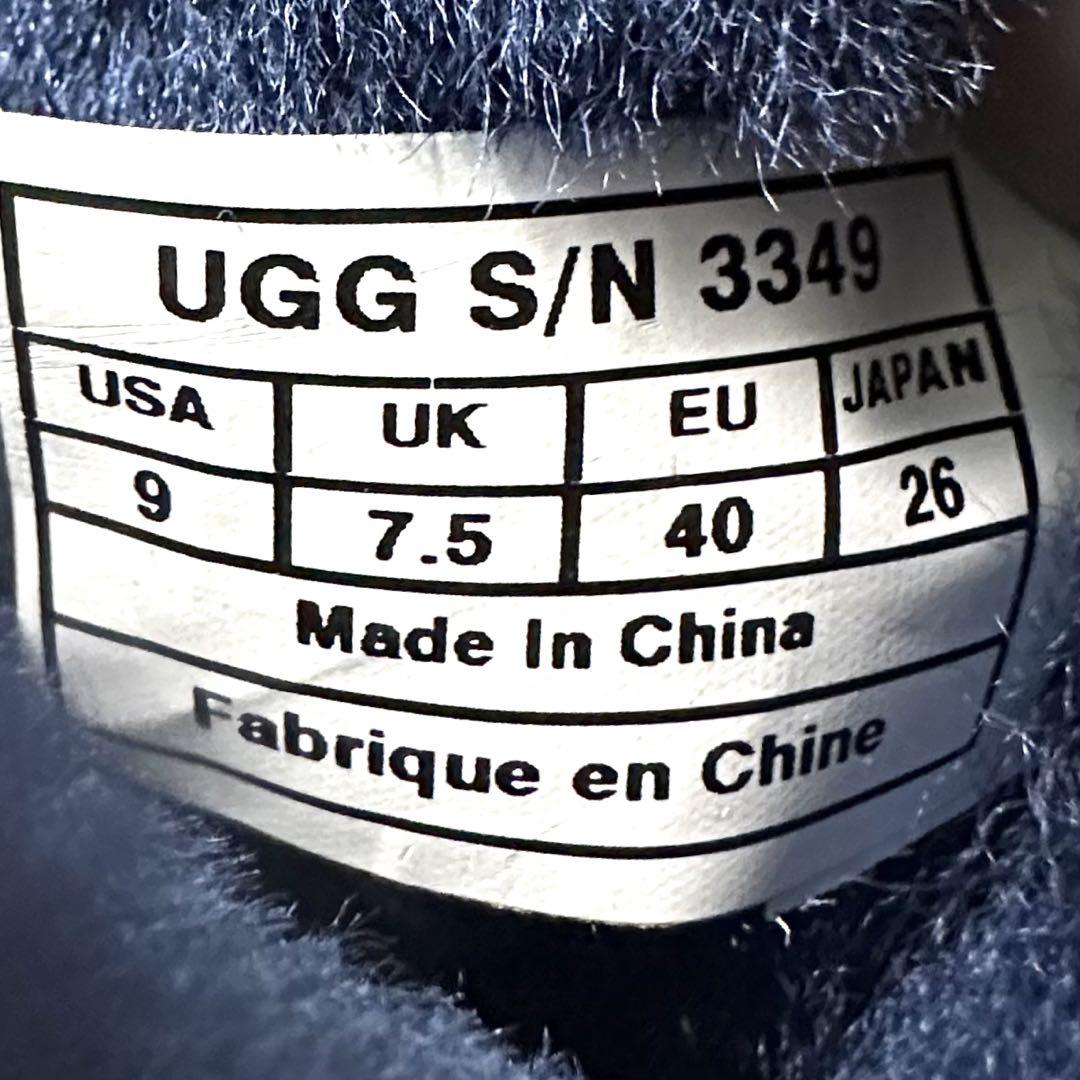 UGG S/N 3349
USA UK EU JAPAN
9 7.5 40 26
Made In China
Fabrique en Chine